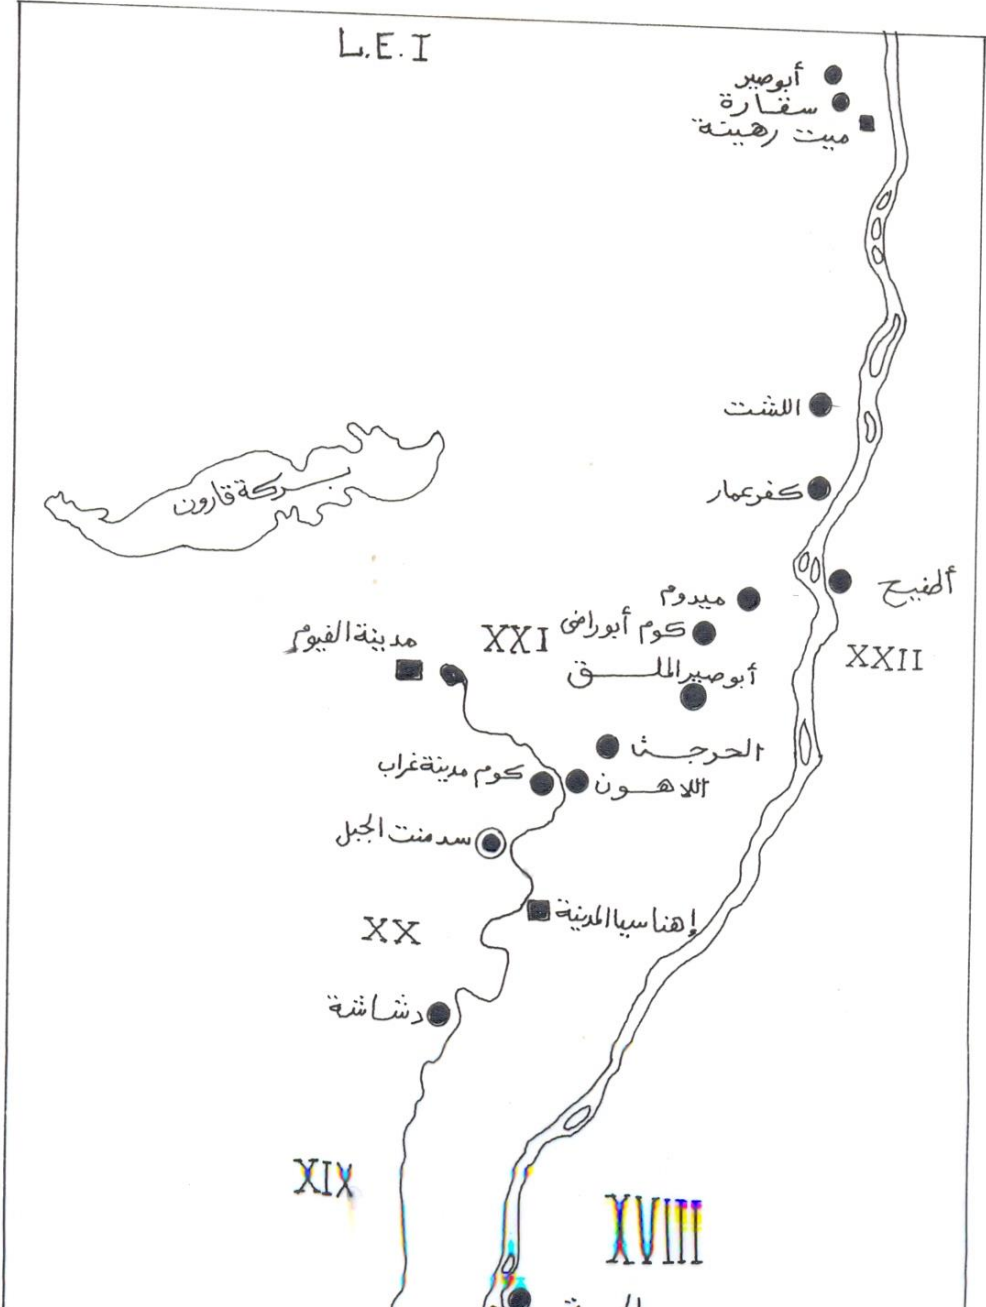 L.E.I
أبوصير
سقارة
ميت رهينة
اللشت
بركة قارون
كفرعمار
أطفيح
ميدوم
كوم أبوراضى
XXI
مدينة الفيوم
XXII
أبوصير الملق
الحرجة
كوم مدينة غراب
اللاهون
سدمنت الجبل
إهناسيا المدينة
XX
دشاشة
XIX
XVIII